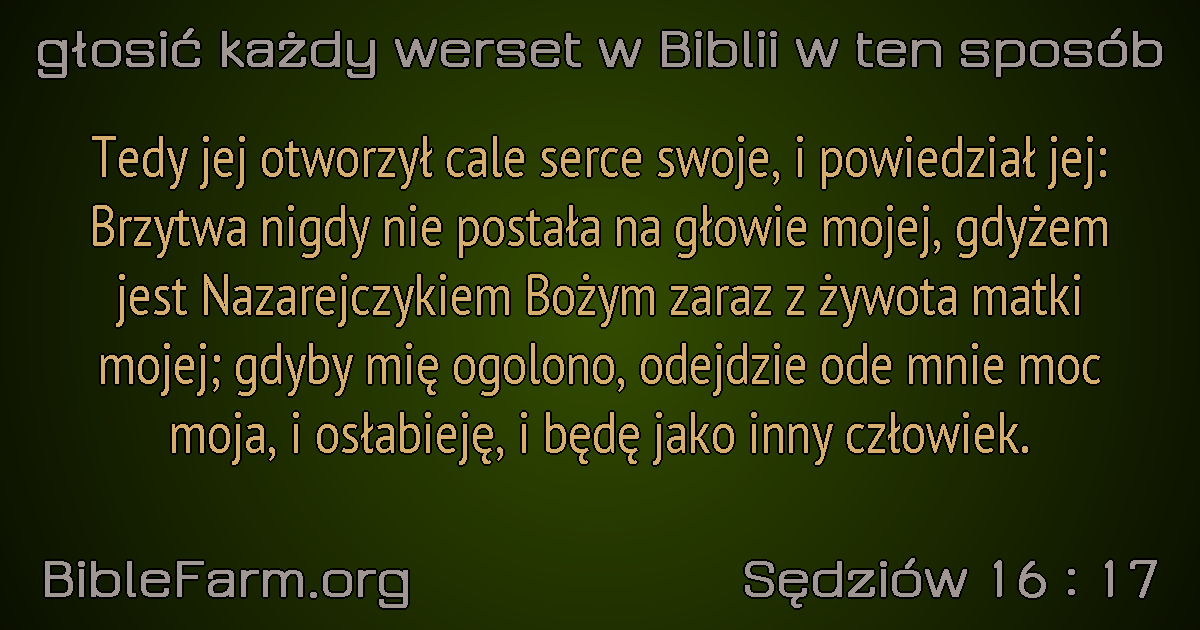 głosić każdy werset w Biblii w ten sposób
Tedy jej otworzył cale serce swoje, i powiedział jej:
Brzytwa nigdy nie postała na głowie mojej, gdyżem
jest Nazarejczykiem Bożym zaraz z żywota matki
mojej; gdyby mię ogolono, odejdzie ode mnie moc
moja, i osłabieję, i będę jako inny człowiek.
BibleFarm.org
Sędziów 16 : 17